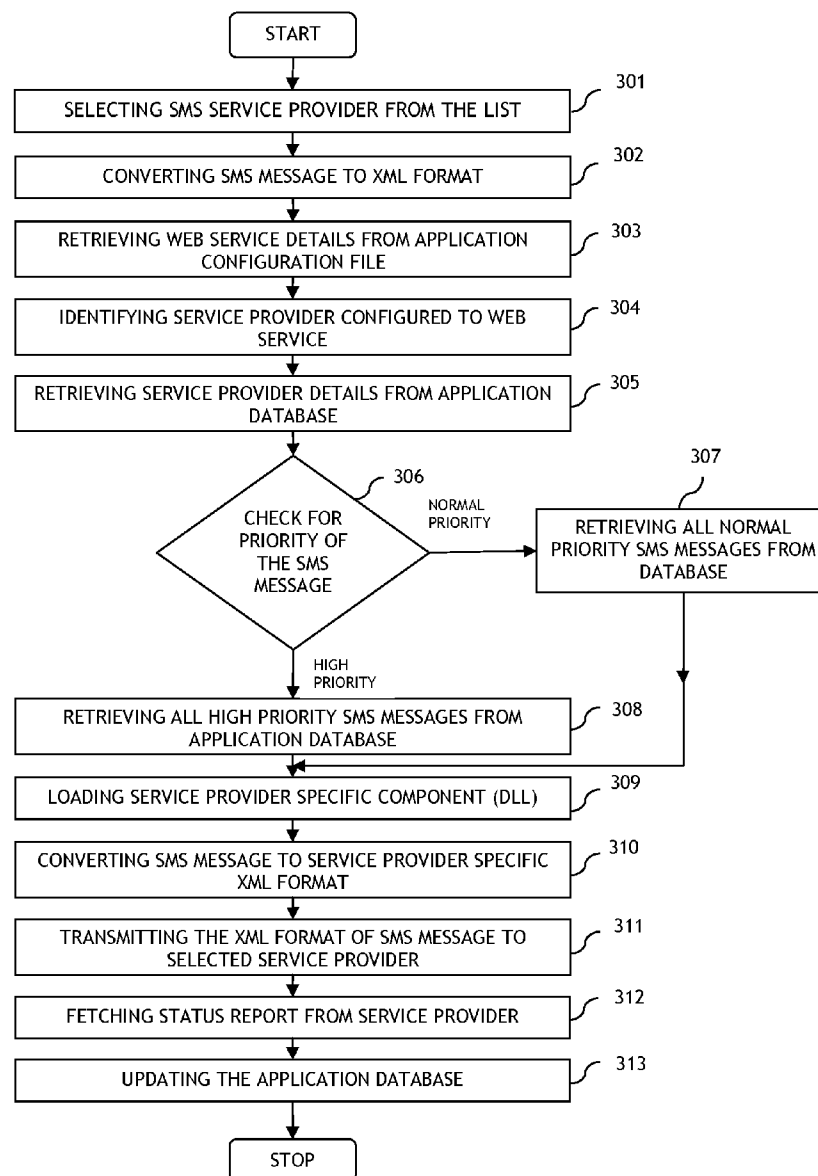 START
301
SELECTING SMS SERVICE PROVIDER FROM THE LIST
302
CONVERTING SMS MESSAGE TO XML FORMAT
303
RETRIEVING WEB SERVICE DETAILS FROM APPLICATION
CONFIGURATION FILE
304
IDENTIFYING SERVICE PROVIDER CONFIGURED TO WEB
SERVICE
305
RETRIEVING SERVICE PROVIDER DETAILS FROM APPLICATION
DATABASE
306
CHECK FOR
PRIORITY OF
THE SMS
MESSAGE
NORMAL
PRIORITY
307
RETRIEVING ALL NORMAL
PRIORITY SMS MESSAGES FROM
DATABASE
HIGH
PRIORITY
308
RETRIEVING ALL HIGH PRIORITY SMS MESSAGES FROM
APPLICATION DATABASE
309
LOADING SERVICE PROVIDER SPECIFIC COMPONENT (DLL)
310
CONVERTING SMS MESSAGE TO SERVICE PROVIDER SPECIFIC
XML FORMAT
311
TRANSMITTING THE XML FORMAT OF SMS MESSAGE TO
SELECTED SERVICE PROVIDER
312
FETCHING STATUS REPORT FROM SERVICE PROVIDER
313
UPDATING THE APPLICATION DATABASE
STOP